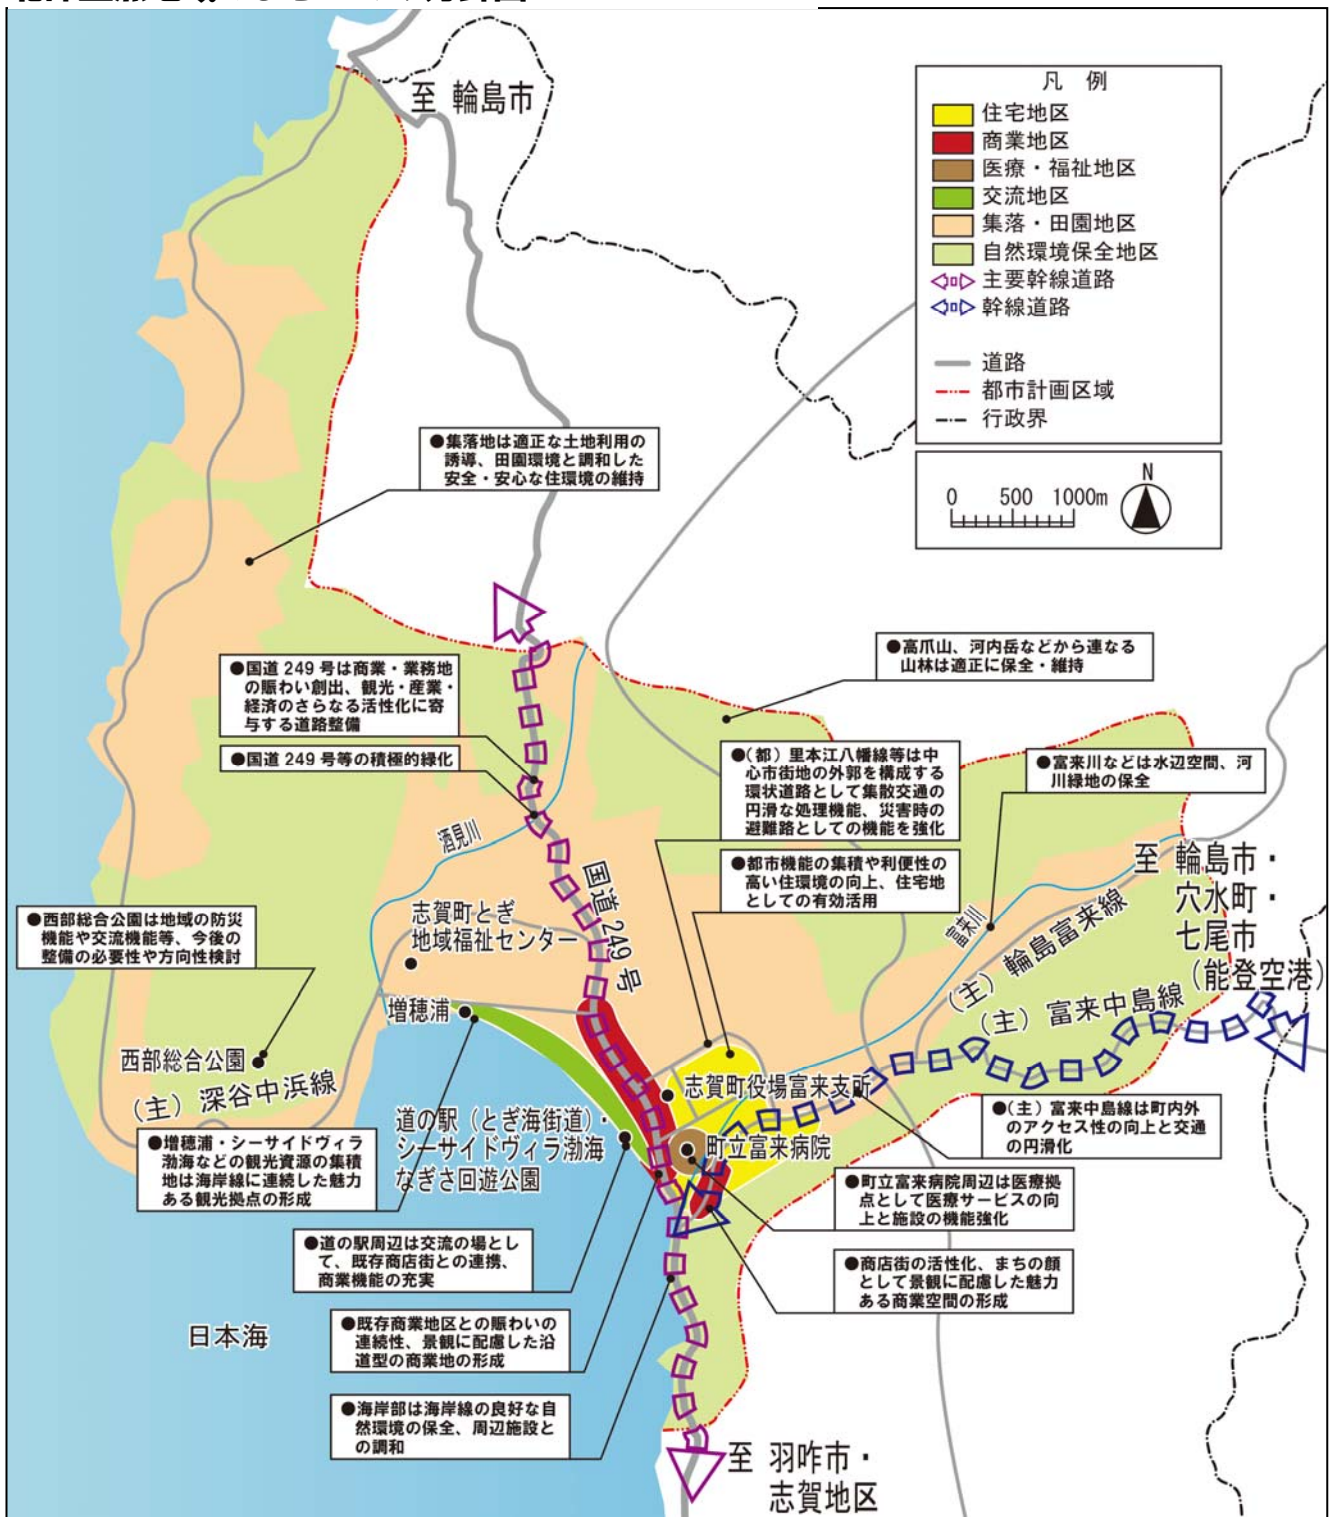 至 輪島市
凡 例
住宅地区
商業地区
医療・福祉地区
交流地区
集落・田園地区
自然環境保全地区
主要幹線道路
幹線道路
道路
都市計画区域
行政界
0 500 1000m
N
●集落地は適正な土地利用の
誘導、田園環境と調和した
安全・安心な住環境の維持
●国道 249 号は商業・業務地
の賑わい創出、観光・産業・
経済のさらなる活性化に寄
与する道路整備
●国道 249 号等の積極的緑化
●高爪山、河内岳などから連なる
山林は適正に保全・維持
●(都)里本江八幡線等は中
心市街地の外郭を構成する
環状道路として集散交通の
円滑な処理機能、災害時の
避難路としての機能を強化
●富来川などは水辺空間、河
川緑地の保全
●都市機能の集積や利便性の
高い住環境の向上、住宅地
としての有効活用
酒見川
国道 249 号
富来川
(主)輪島富来線
(主)富来中島線
至 輪島市・
穴水町・
七尾市
(能登空港)
●西部総合公園は地域の防災
機能や交流機能等、今後の
整備の必要性や方向性検討
志賀町とぎ
地域福祉センター
増穂浦
西部総合公園
(主)深谷中浜線
志賀町役場富来支所
町立富来病院
道の駅(とぎ海街道)・
シーサイドヴィラ渤海
なぎさ回遊公園
●(主)富来中島線は町内外
のアクセス性の向上と交通
の円滑化
●増穂浦・シーサイドヴィラ
渤海などの観光資源の集積
地は海岸線に連続した魅力
ある観光拠点の形成
●町立富来病院周辺は医療拠
点として医療サービスの向
上と施設の機能強化
●道の駅周辺は交流の場とし
て、既存商店街との連携、
商業機能の充実
●商店街の活性化、まちの顔
として景観に配慮した魅力
ある商業空間の形成
日本海
●既存商業地区との賑わいの
連続性、景観に配慮した沿
道型の商業地の形成
●海岸部は海岸線の良好な自
然環境の保全、周辺施設と
の調和
至 羽咋市・
志賀地区